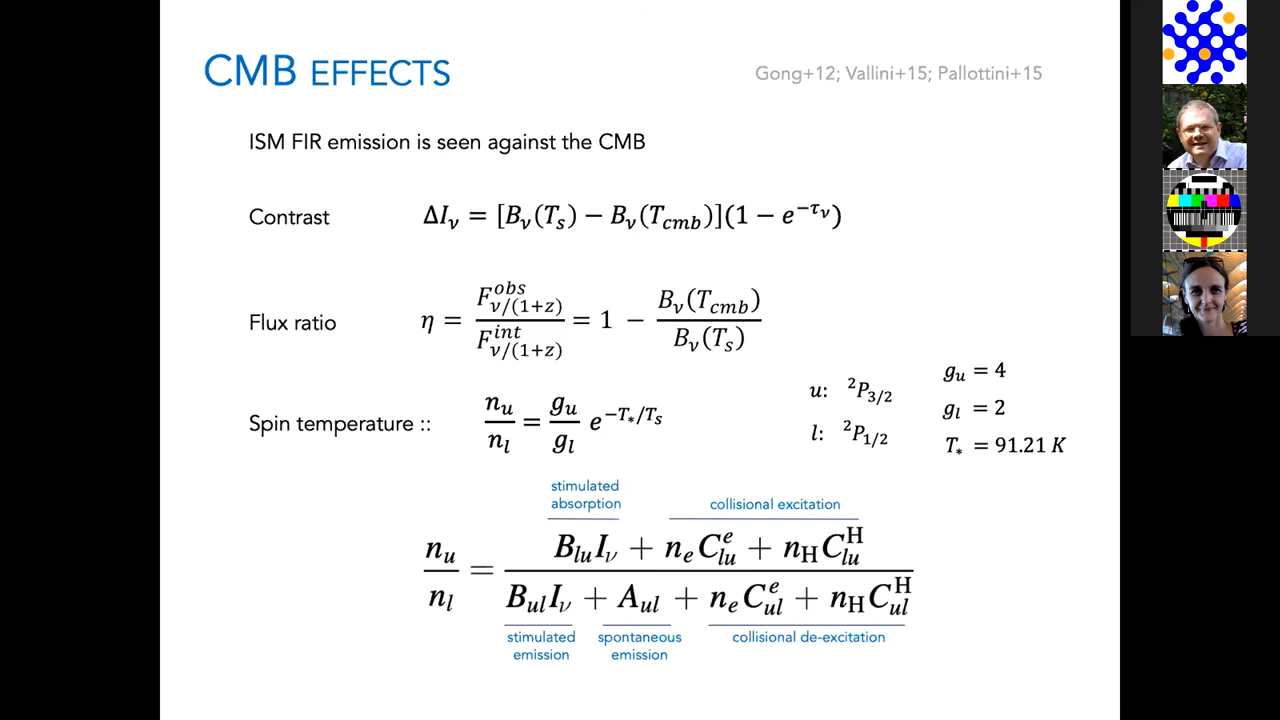 CMB EFFECTS
Gong+12; Vallini+15; Pallottini+15
ISM FIR emission is seen against the CMB
Contrast ΔI_ν = [B_ν(T_s) − B_ν(T_cmb)](1 − e^{−τ_ν})
Flux ratio η = F^{obs}_{ν/(1+z)} / F^{int}_{ν/(1+z)} = 1 − B_ν(T_cmb) / B_ν(T_s)
Spin temperature :: n_u / n_l = g_u / g_l e^{−T_*/T_s}
u: ²P_{3/2}
l: ²P_{1/2}
g_u = 4
g_l = 2
T_* = 91.21 K
stimulated
absorption
collisional excitation
n_u / n_l = (B_{lu}I_ν + n_e C^e_{lu} + n_H C^H_{lu}) / (B_{ul}I_ν + A_{ul} + n_e C^e_{ul} + n_H C^H_{ul})
stimulated
emission
spontaneous
emission
collisional de-excitation